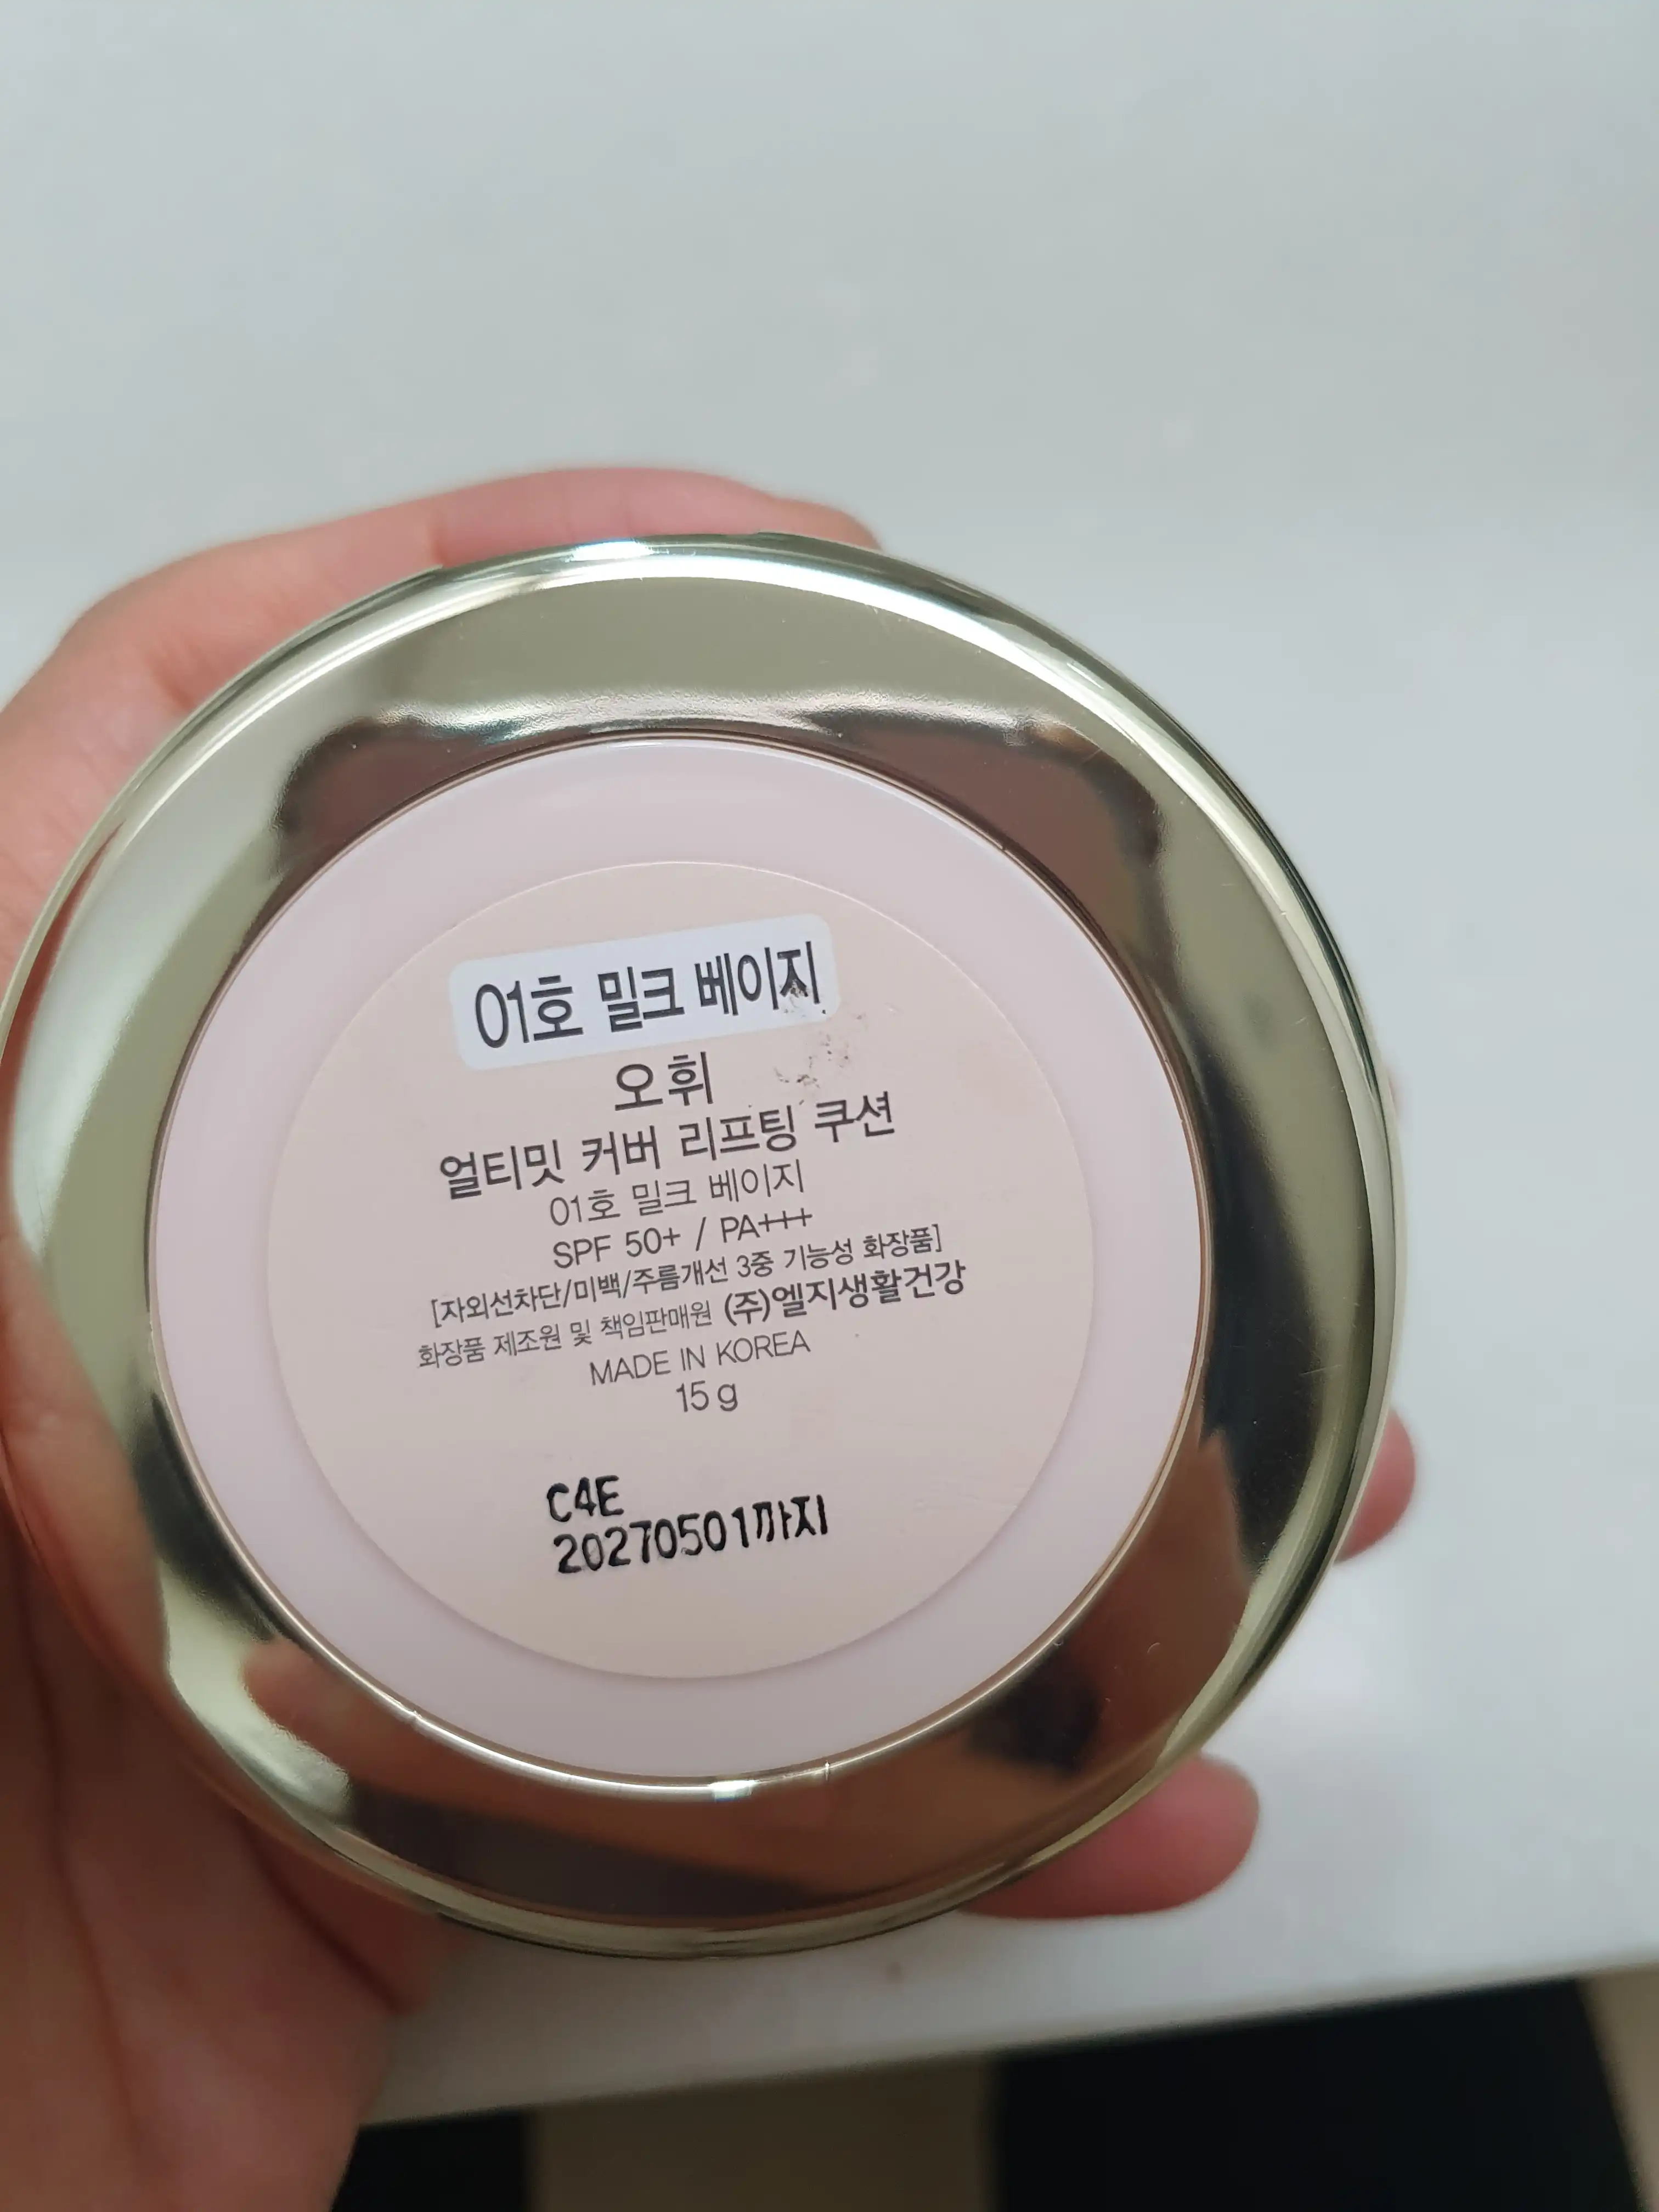 01호 밀크 베이지
오휘
얼티밋 커버 리프팅 쿠션
01호 밀크 베이지
SPF 50+ / PA+++
[자외선차단/미백/주름개선 3중 기능성 화장품]
화장품 제조원 및 책임판매원 (주)엘지생활건강
MADE IN KOREA
15 g
C4E
20270501까지